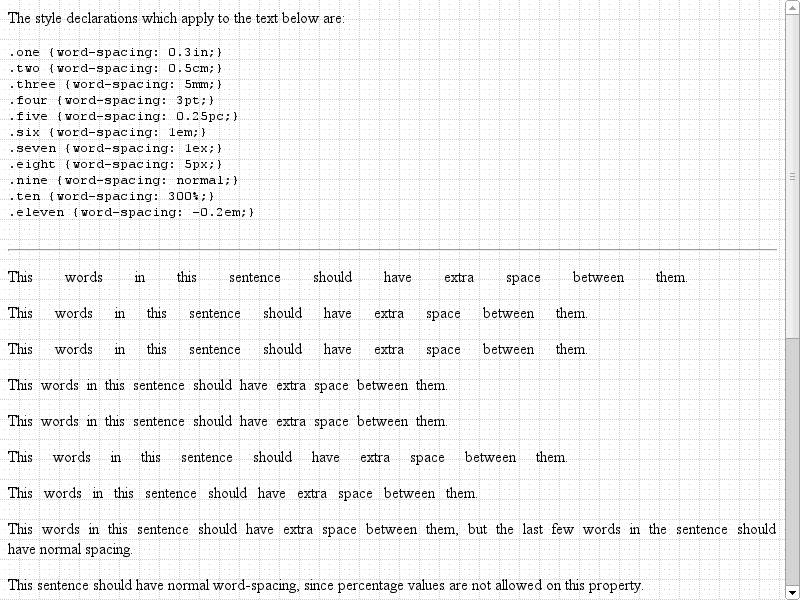 The style declarations which apply to the text below are:
.one {word-spacing: 0.3in;}
.two {word-spacing: 0.5cm;}
.three {word-spacing: 5mm;}
.four {word-spacing: 3pt;}
.five {word-spacing: 0.25pc;}
.six {word-spacing: 1em;}
.seven {word-spacing: 1ex;}
.eight {word-spacing: 5px;}
.nine {word-spacing: normal;}
.ten {word-spacing: 300%;}
.eleven {word-spacing: -0.2em;}
This words in this sentence should have extra space between them.
This words in this sentence should have extra space between them.
This words in this sentence should have extra space between them.
This words in this sentence should have extra space between them.
This words in this sentence should have extra space between them.
This words in this sentence should have extra space between them.
This words in this sentence should have extra space between them.
This words in this sentence should have extra space between them, but the last few words in the sentence should
have normal spacing.
This sentence should have normal word-spacing, since percentage values are not allowed on this property.